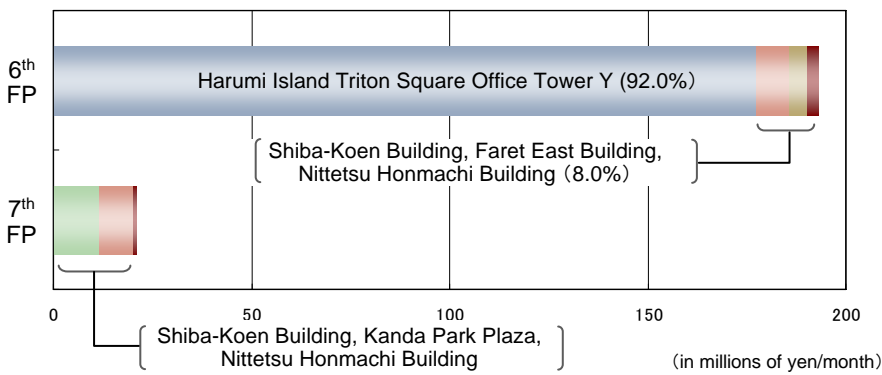 6th
FP
Harumi Island Triton Square Office Tower Y (92.0%)
Shiba-Koen Building, Faret East Building,
Nittetsu Honmachi Building (8.0%)
7th
FP
0 50 100 150 200
Shiba-Koen Building, Kanda Park Plaza,
Nittetsu Honmachi Building
(in millions of yen/month)